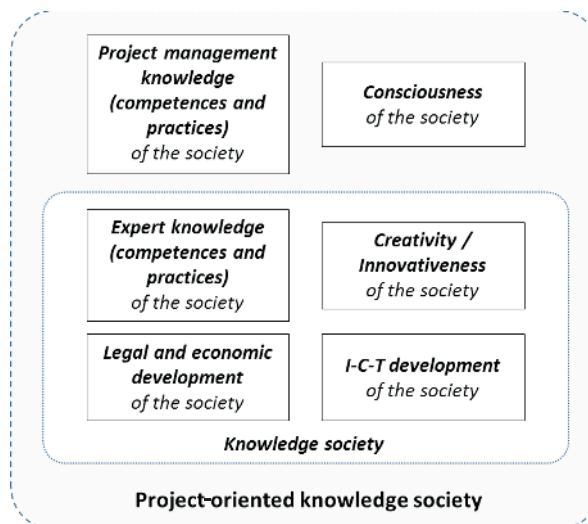 Project management
knowledge
(competences and
practices)
of the society
Consciousness
of the society
Expert knowledge
(competences and
practices)
of the society
Creativity /
Innovativeness
of the society
Legal and economic
development
of the society
I-C-T development
of the society
Knowledge society
Project-oriented knowledge society